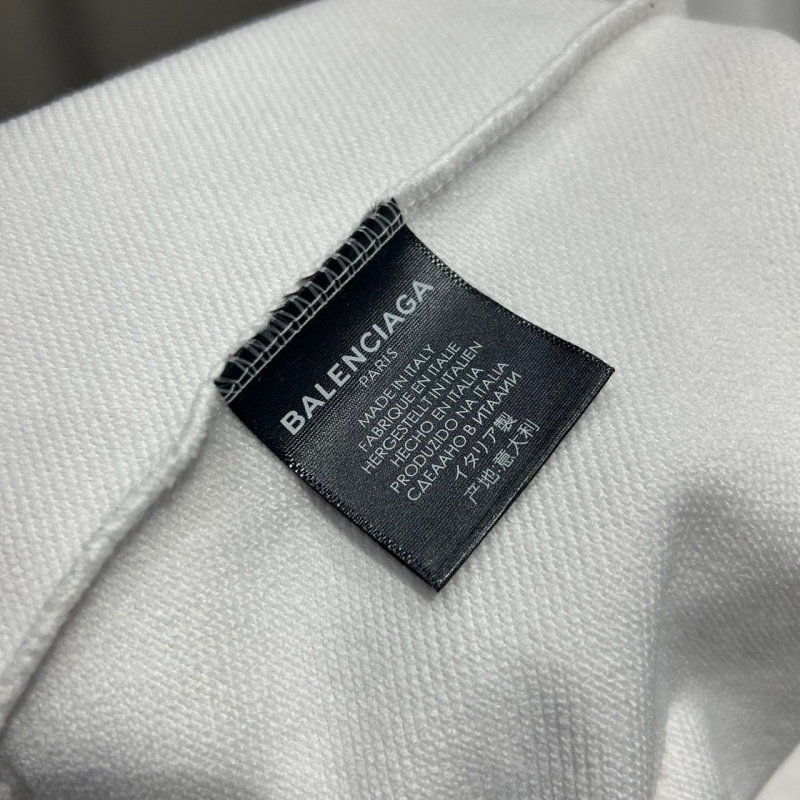 BALENCIAGA
PARIS
MADE IN ITALY
FABRIQUE EN ITALIE
HERGESTELLT IN ITALIEN
HECHO EN ITALIA
PRODUZIDO NA ITALIA
СДЕЛАНО В ИТАЛИИ
イタリア製
产地:意大利